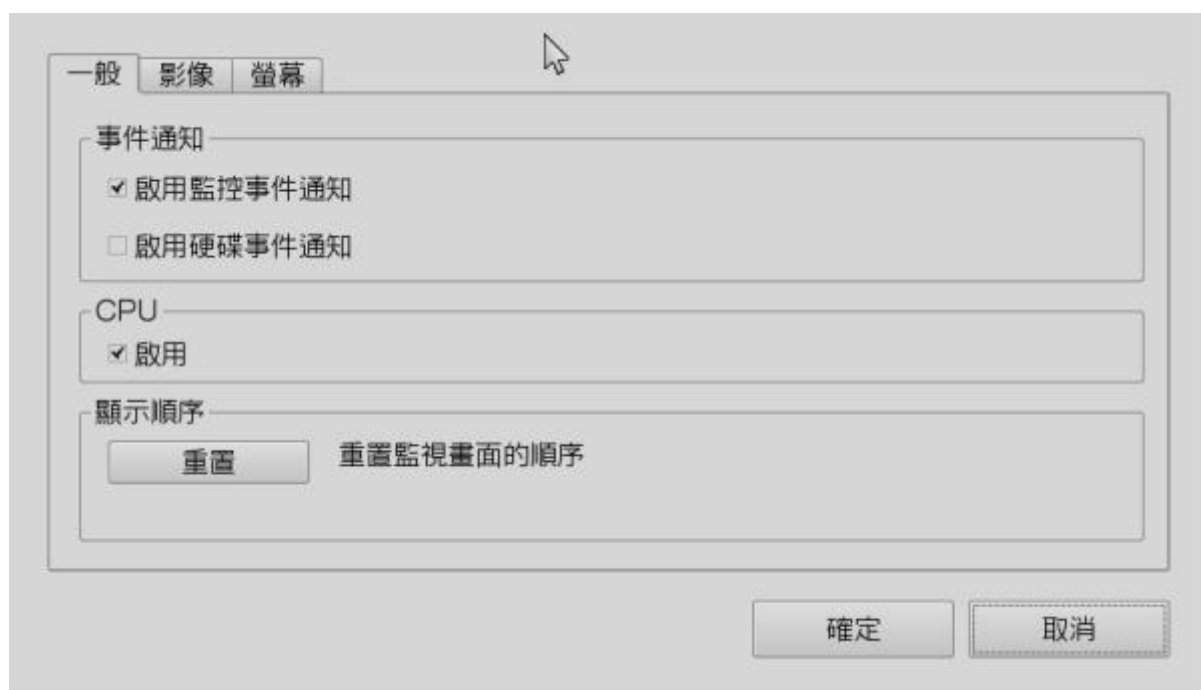 一般 影像 螢幕
事件通知
啟用監控事件通知
啟用硬碟事件通知
CPU
啟用
顯示順序
重置 重置監視畫面的順序
確定 取消